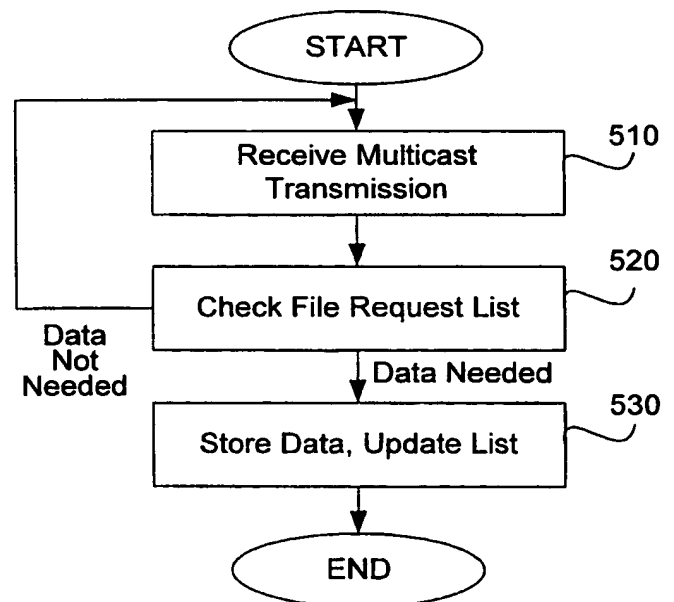 START
Receive Multicast
Transmission
510
Check File Request List
520
Data
Not
Needed
Data Needed
Store Data, Update List
530
END